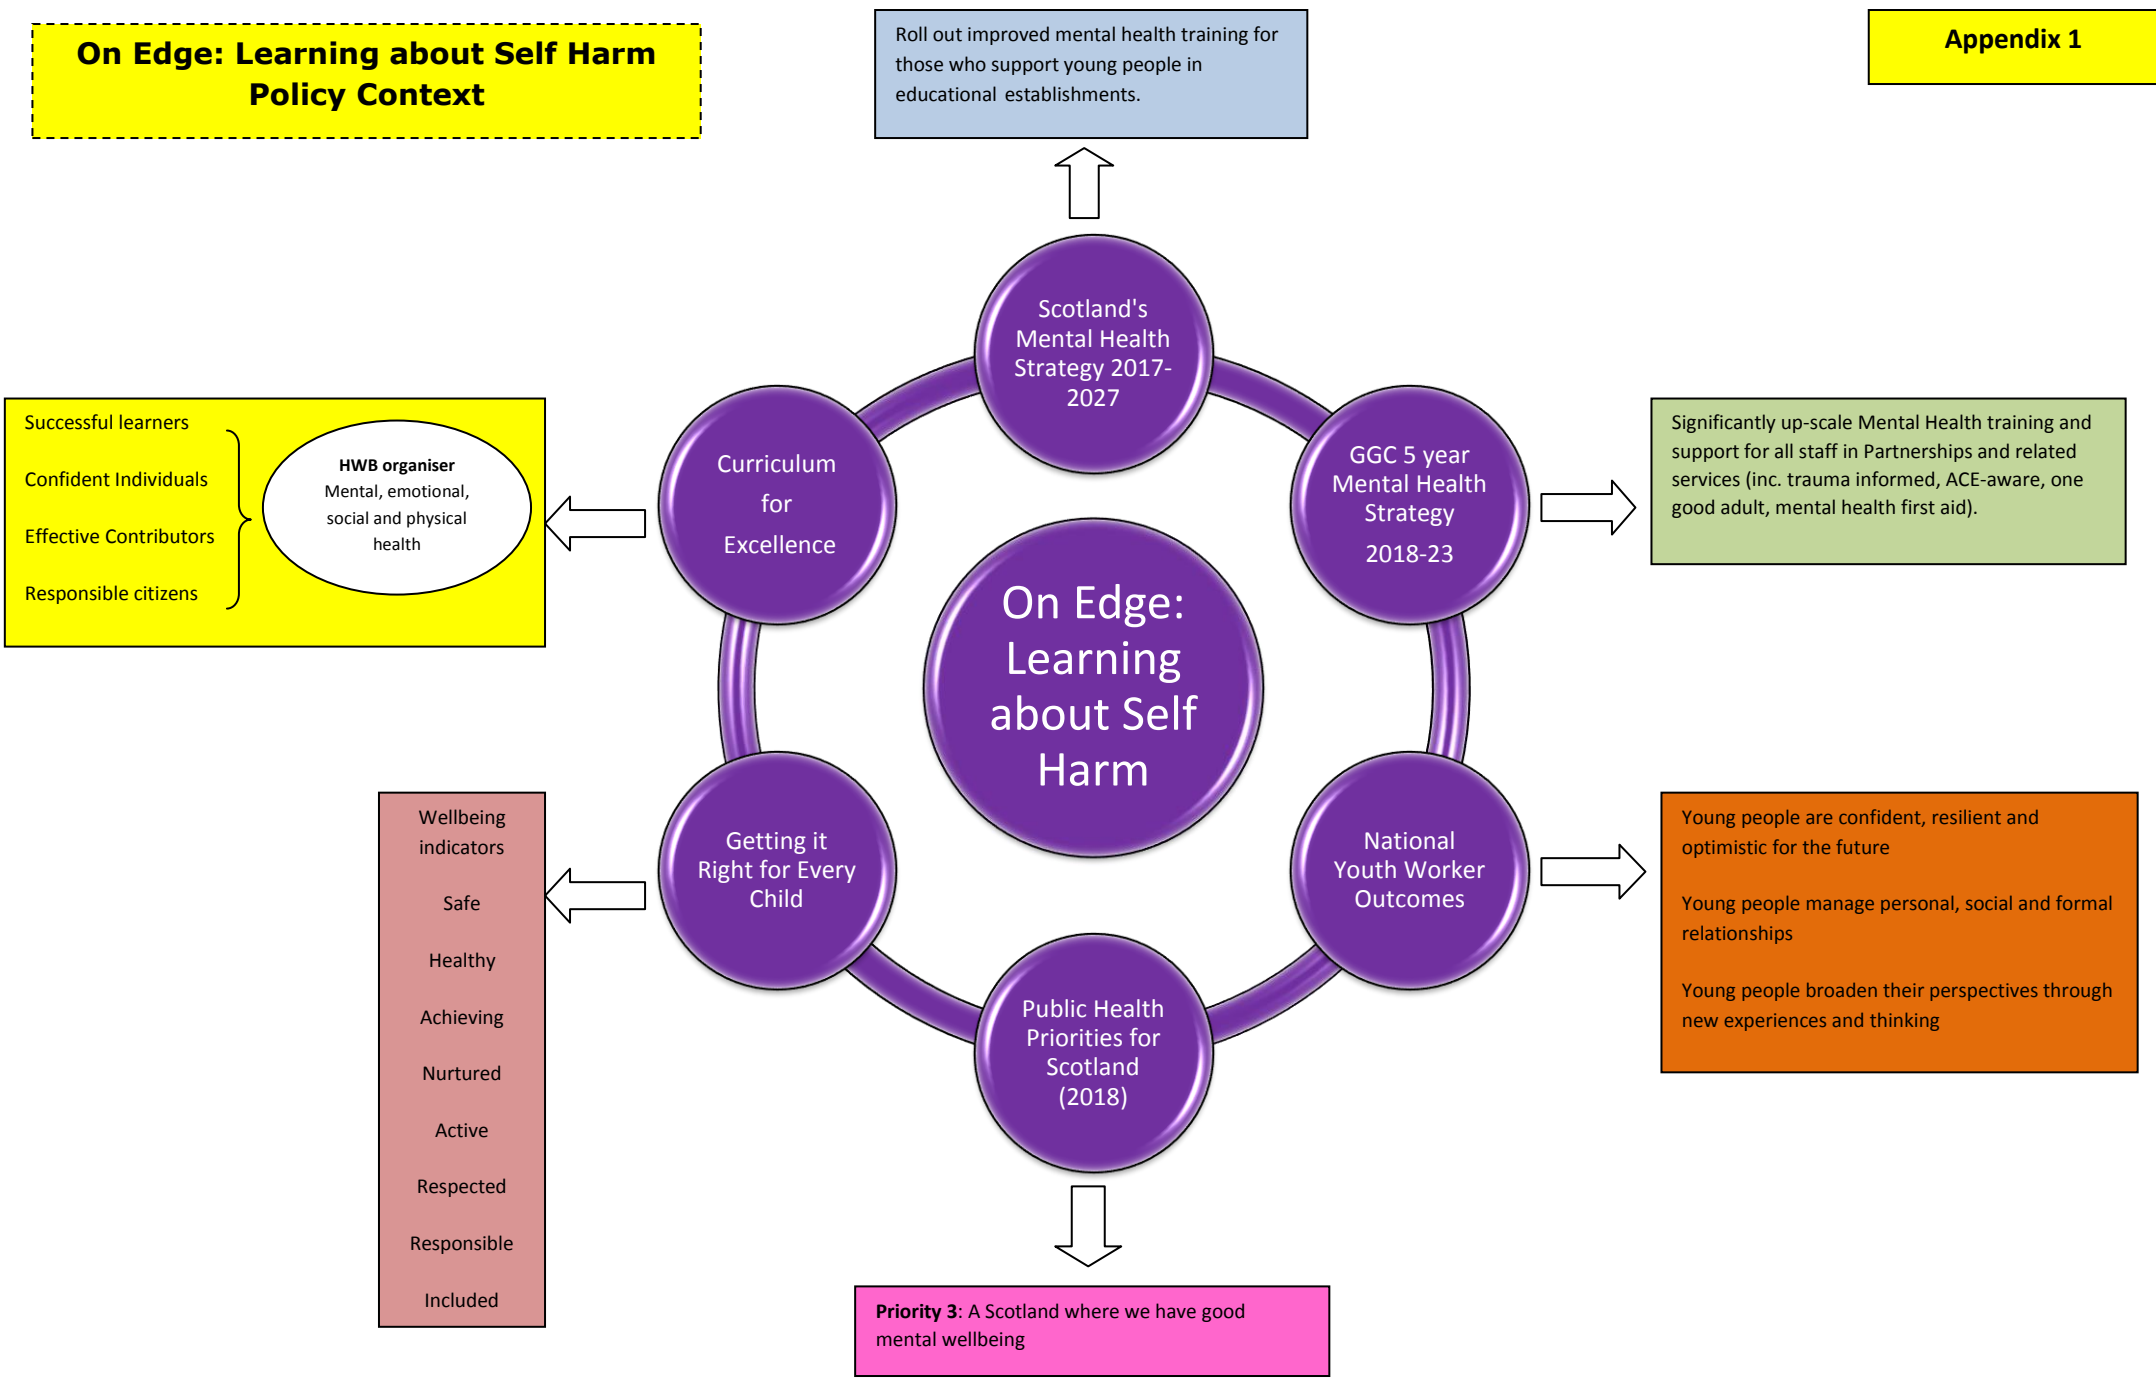 On Edge: Learning about Self Harm
Policy Context
Roll out improved mental health training for
those who support young people in
educational establishments.
Appendix 1
Scotland's
Mental Health
Strategy 2017-
2027
Successful learners
Confident Individuals
Effective Contributors
Responsible citizens
HWB organiser
Mental, emotional,
social and physical
health
Curriculum
for
Excellence
GGC 5 year
Mental Health
Strategy
2018-23
Significantly up-scale Mental Health training and
support for all staff in Partnerships and related
services (inc. trauma informed, ACE-aware, one
good adult, mental health first aid).
On Edge:
Learning
about Self
Harm
Wellbeing
indicators
Safe
Healthy
Achieving
Nurtured
Active
Respected
Responsible
Included
Getting it
Right for Every
Child
National
Youth Worker
Outcomes
Young people are confident, resilient and
optimistic for the future
Young people manage personal, social and formal
relationships
Young people broaden their perspectives through
new experiences and thinking
Public Health
Priorities for
Scotland
(2018)
Priority 3: A Scotland where we have good
mental wellbeing